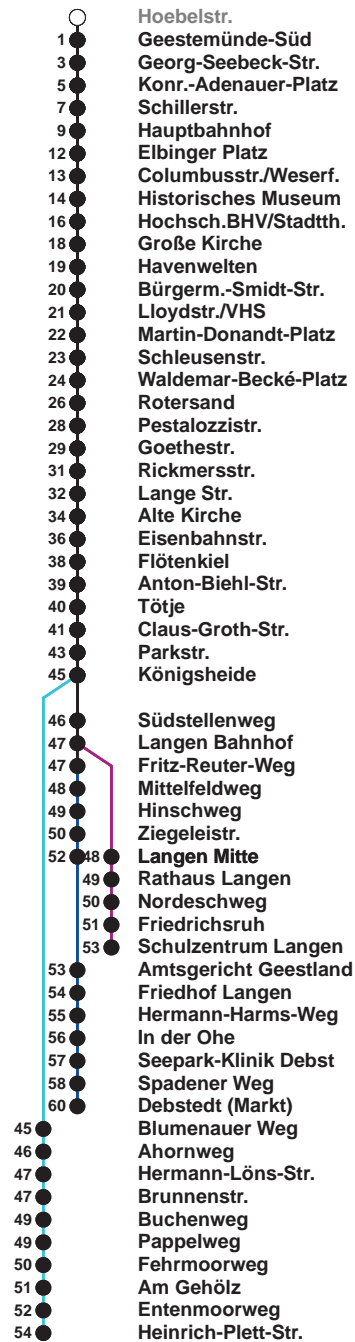 Hoebelstr.
1 Geestemünde-Süd
3 Georg-Seebeck-Str.
5 Konr.-Adenauer-Platz
7 Schillerstr.
9 Hauptbahnhof
12 Elbinger Platz
13 Columbusstr./Weserf.
14 Historisches Museum
16 Hochsch.BHV/Stadtth.
18 Große Kirche
19 Havenwelten
20 Bürgerm.-Smidt-Str.
21 Lloydstr./VHS
22 Martin-Donandt-Platz
23 Schleusenstr.
24 Waldemar-Becké-Platz
26 Rotersand
28 Pestalozzistr.
29 Goethestr.
31 Rickmersstr.
32 Lange Str.
34 Alte Kirche
36 Eisenbahnstr.
38 Flötenkiel
39 Anton-Biehl-Str.
40 Tötje
41 Claus-Groth-Str.
43 Parkstr.
45 Königsheide
46 Südstellenweg
47 Langen Bahnhof
47 Fritz-Reuter-Weg
48 Mittelfeldweg
49 Hinschweg
50 Ziegeleistr.
52 48 Langen Mitte
49 Rathaus Langen
50 Nordeschweg
51 Friedrichsruh
53 Schulzentrum Langen
53 Amtsgericht Geestland
54 Friedhof Langen
55 Hermann-Harms-Weg
56 In der Ohe
57 Seepark-Klinik Debst
58 Spadener Weg
60 Debstedt (Markt)
45 Blumenauer Weg
46 Ahornweg
47 Hermann-Löns-Str.
47 Brunnenstr.
49 Buchenweg
49 Pappelweg
50 Fehrmoorweg
51 Am Gehölz
52 Entenmoorweg
54 Heinrich-Plett-Str.